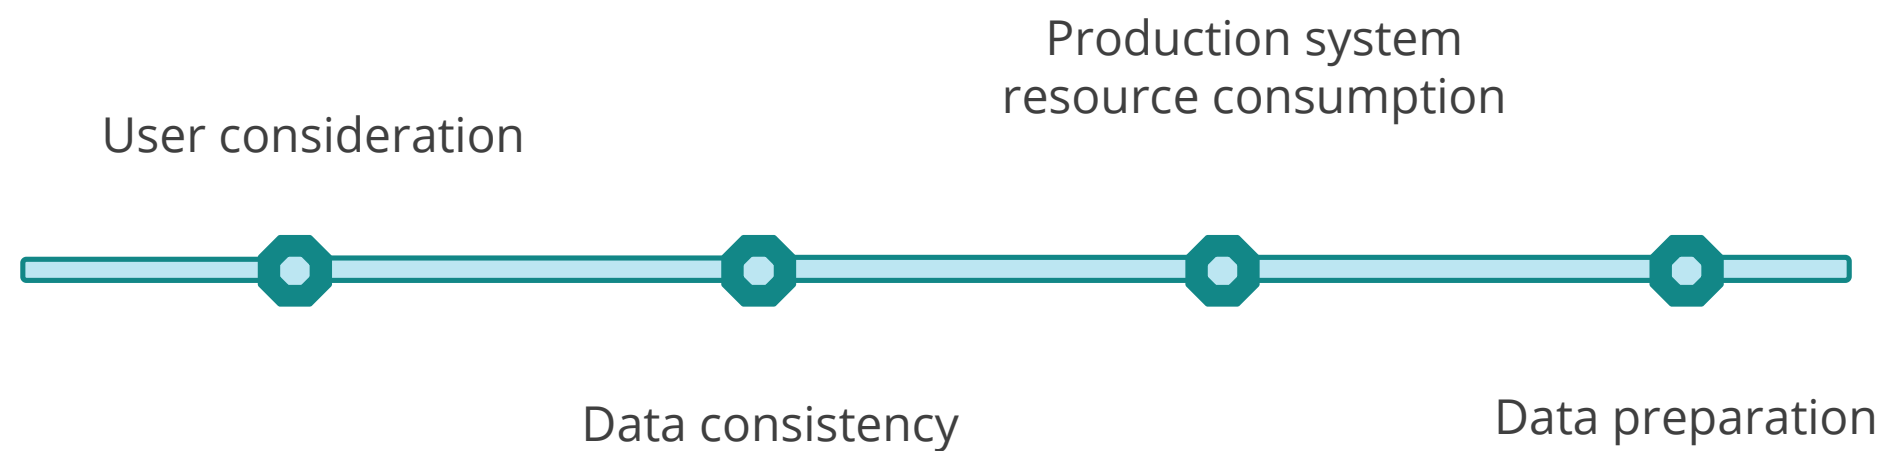 User consideration
Data consistency
Production system
resource consumption
Data preparation